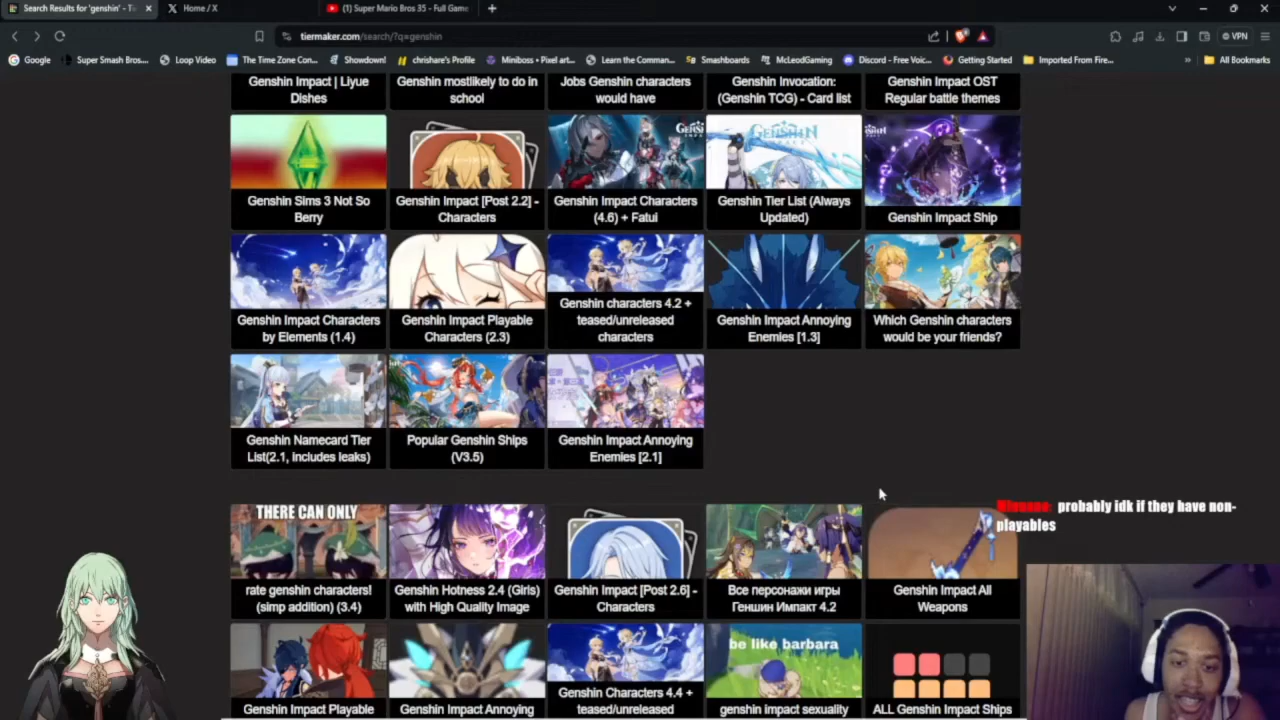 Search Results for 'genshin' - Ti
Home / X
(1) Super Mario Bros 35 - Full Game
tiermaker.com/search/?q=genshin
VPN
Google
Super Smash Bros....
Loop Video
The Time Zone Con...
Showdown!
chrishare's Profile
Miniboss • Pixel art...
Learn the Comman...
Smashboards
McLeodGaming
Discord - Free Voic...
Getting Started
Imported From Fire...
All Bookmarks
Genshin Impact | Liyue
Dishes
Genshin mostlikely to do in
school
Jobs Genshin characters
would have
Genshin Invocation:
(Genshin TCG) - Card list
Genshin Impact OST
Regular battle themes
Genshin Sims 3 Not So
Berry
Genshin Impact [Post 2.2] -
Characters
Genshin Impact Characters
(4.6) + Fatui
Genshin Tier List (Always
Updated)
Genshin Impact Ship
Genshin Impact Characters
by Elements (1.4)
Genshin Impact Playable
Characters (2.3)
Genshin characters 4.2 +
teased/unreleased
characters
Genshin Impact Annoying
Enemies [1.3]
Which Genshin characters
would be your friends?
Genshin Namecard Tier
List(2.1, includes leaks)
Popular Genshin Ships
(V3.5)
Genshin Impact Annoying
Enemies [2.1]
probably idk if they have non-
playables
THERE CAN ONLY
rate genshin characters!
(simp addition) (3.4)
Genshin Hotness 2.4 (Girls)
with High Quality Image
Genshin Impact [Post 2.6] -
Characters
Все персонажи игры
Геншин Импакт 4.2
Genshin Impact All
Weapons
be like barbara
Genshin Impact Playable
Genshin Impact Annoying
Genshin Characters 4.4 +
teased/unreleased
genshin impact sexuality
ALL Genshin Impact Ships